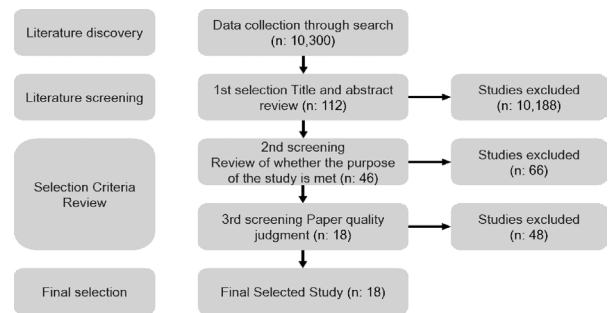 Literature discovery
Data collection through search
(n: 10,300)
Literature screening
1st selection Title and abstract
review (n: 112)
Studies excluded
(n: 10,188)
Selection Criteria
Review
2nd screening
Review of whether the purpose
of the study is met (n: 46)
Studies excluded
(n: 66)
3rd screening Paper quality
judgment (n: 18)
Studies excluded
(n: 48)
Final selection
Final Selected Study (n: 18)